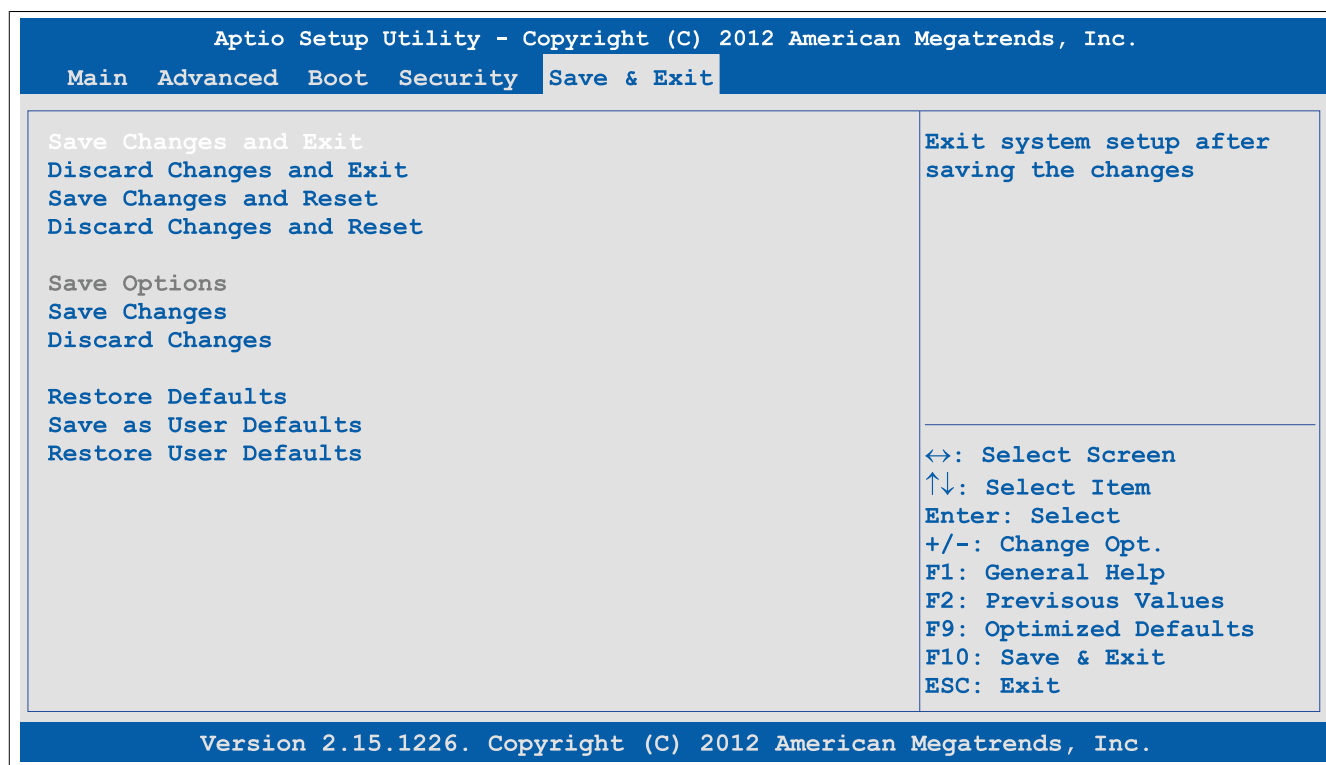 Aptio Setup Utility - Copyright (C) 2012 American Megatrends, Inc.
Main Advanced Boot Security Save & Exit
Save Changes and Exit
Discard Changes and Exit
Save Changes and Reset
Discard Changes and Reset
Save Options
Save Changes
Discard Changes
Restore Defaults
Save as User Defaults
Restore User Defaults
Exit system setup after
saving the changes
↔: Select Screen
↑↓: Select Item
Enter: Select
+/-: Change Opt.
F1: General Help
F2: Previsous Values
F9: Optimized Defaults
F10: Save & Exit
ESC: Exit
Version 2.15.1226. Copyright (C) 2012 American Megatrends, Inc.